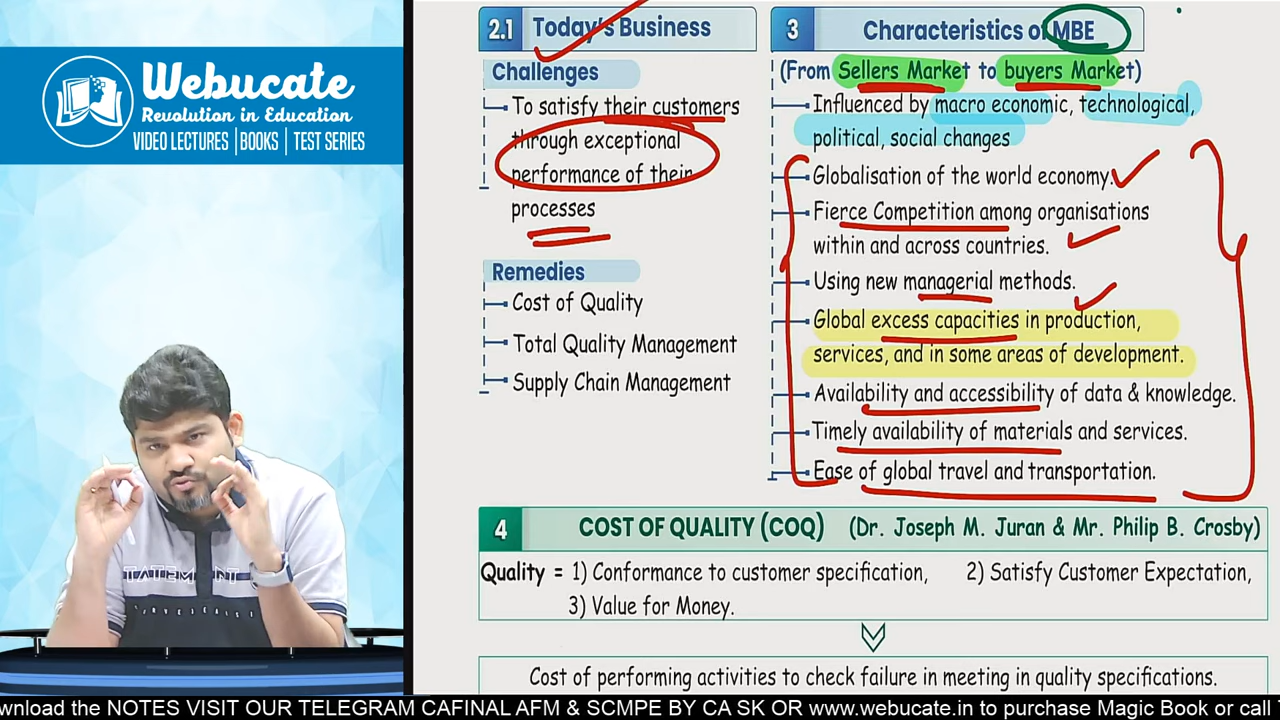 Webucate
Revolution in Education
VIDEO LECTURES | BOOKS | TEST SERIES
2.1 Today's Business
Challenges
To satisfy their customers
through exceptional
performance of their
processes
Remedies
Cost of Quality
Total Quality Management
Supply Chain Management
3 Characteristics of MBE
(From Sellers Market to buyers Market)
Influenced by macro economic, technological,
political, social changes
Globalisation of the world economy.
Fierce Competition among organisations
within and across countries.
Using new managerial methods.
Global excess capacities in production,
services, and in some areas of development.
Availability and accessibility of data & knowledge.
Timely availability of materials and services.
Ease of global travel and transportation.
4 COST OF QUALITY (COQ) (Dr. Joseph M. Juran & Mr. Philip B. Crosby)
Quality = 1) Conformance to customer specification, 2) Satisfy Customer Expectation,
3) Value for Money.
Cost of performing activities to check failure in meeting in quality specifications.
TATEMENT
wnload the NOTES VISIT OUR TELEGRAM CAFINAL AFM & SCMPE BY CA SK OR www.webucate.in to purchase Magic Book or call